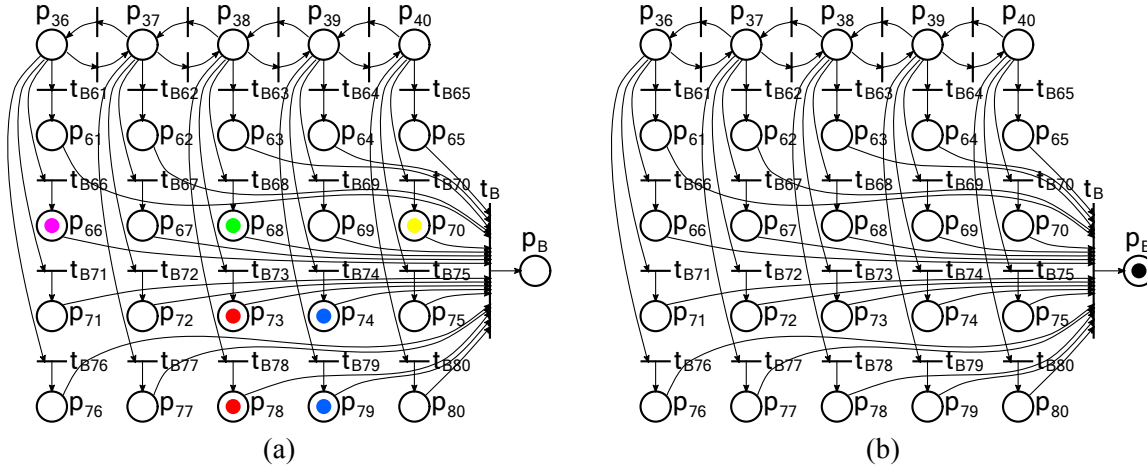 p36 p37 p38 p39 p40 p36 p37 p38 p39 p40
tB61 tB62 tB63 tB64 tB65 tB61 tB62 tB63 tB64 tB65
p61 p62 p63 p64 p65 p61 p62 p63 p64 p65
tB66 tB67 tB68 tB69 tB70 tB tB66 tB67 tB68 tB69 tB70 tB
p66 p67 p68 p69 p70 pB p66 p67 p68 p69 p70 pB
tB71 tB72 tB73 tB74 tB75 tB71 tB72 tB73 tB74 tB75
p71 p72 p73 p74 p75 p71 p72 p73 p74 p75
tB76 tB77 tB78 tB79 tB80 tB76 tB77 tB78 tB79 tB80
p76 p77 p78 p79 p80 p76 p77 p78 p79 p80
(a) (b)